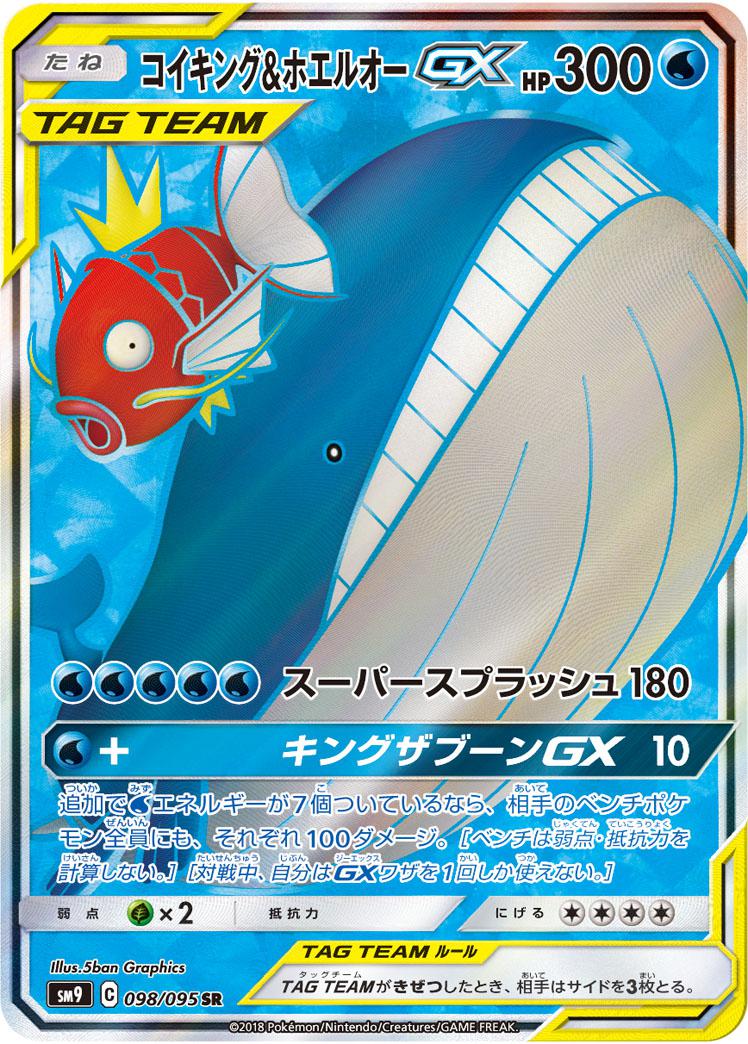 たね コイキング&ホエルオーGX HP300
TAG TEAM
スーパースプラッシュ 180
+ キングザブーンGX 10
追加でエネルギーが7個ついているなら、相手のベンチポケ
モン全員にも、それぞれ100ダメージ。[ベンチは弱点・抵抗力を
計算しない。] [対戦中、自分はGXワザを1回しか使えない。]
弱点 ×2 抵抗力 にげる
TAG TEAM ルール
TAG TEAMがきぜつしたとき、相手はサイドを3枚とる。
Illus.5ban Graphics
SM9 C 098/095 SR
©2018 Pokémon/Nintendo/Creatures/GAME FREAK.